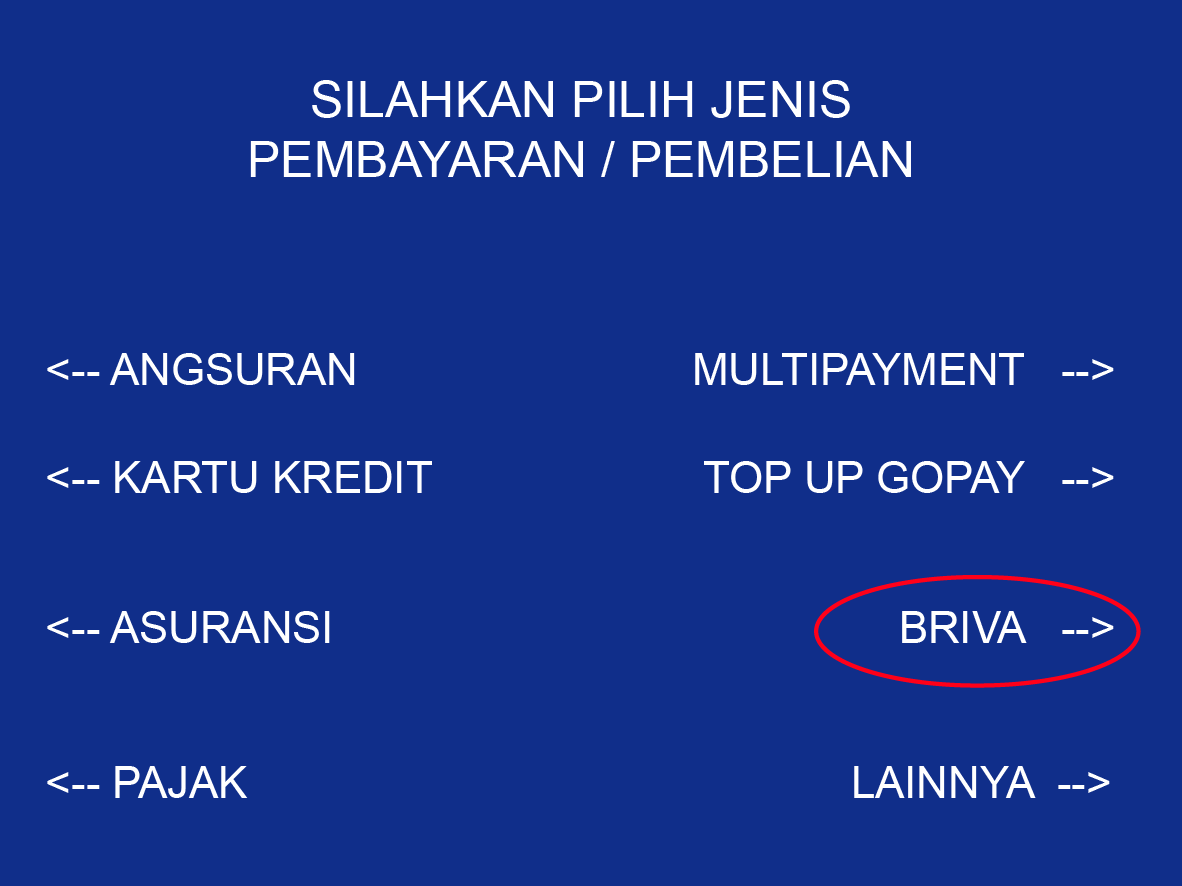 SILAHKAN PILIH JENIS
PEMBAYARAN / PEMBELIAN
<-- ANGSURAN MULTIPAYMENT -->
<-- KARTU KREDIT TOP UP GOPAY -->
<-- ASURANSI BRIVA -->
<-- PAJAK LAINNYA -->